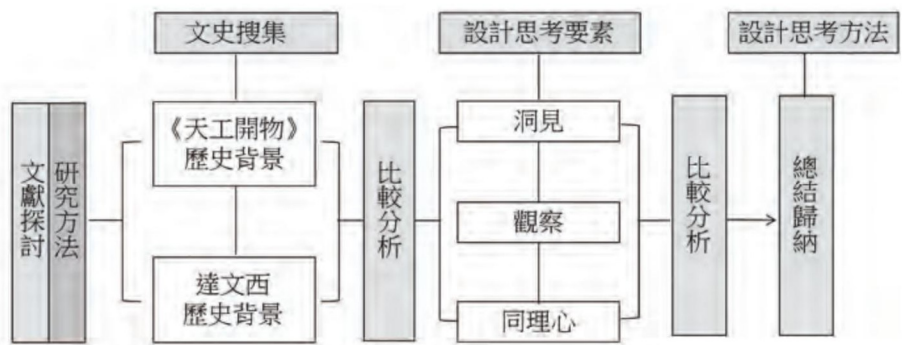 文史搜集
設計思考要素
設計思考方法
文獻探討
研究方法
《天工開物》
歷史背景
達文西
歷史背景
比較分析
洞見
觀察
同理心
比較分析
總結歸納